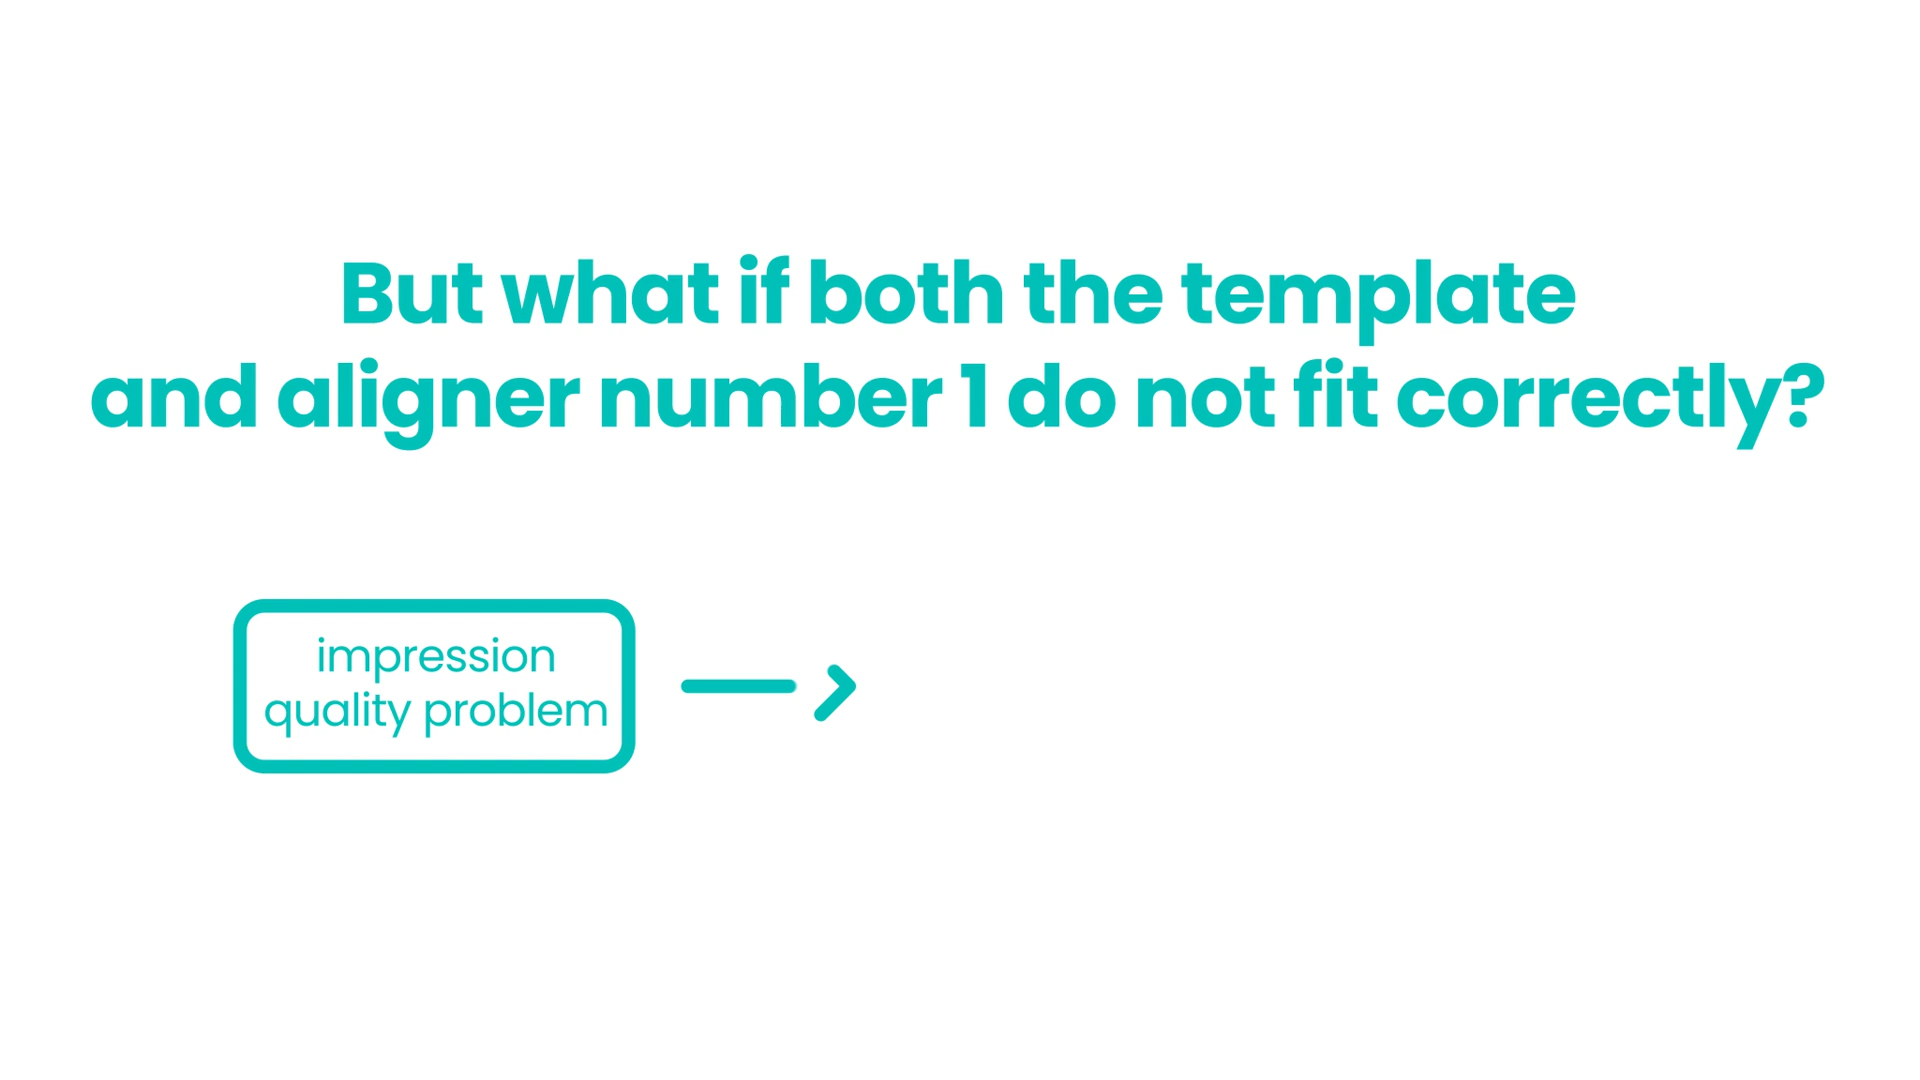 But what if both the template
and aligner number 1 do not fit correctly?
impression
quality problem